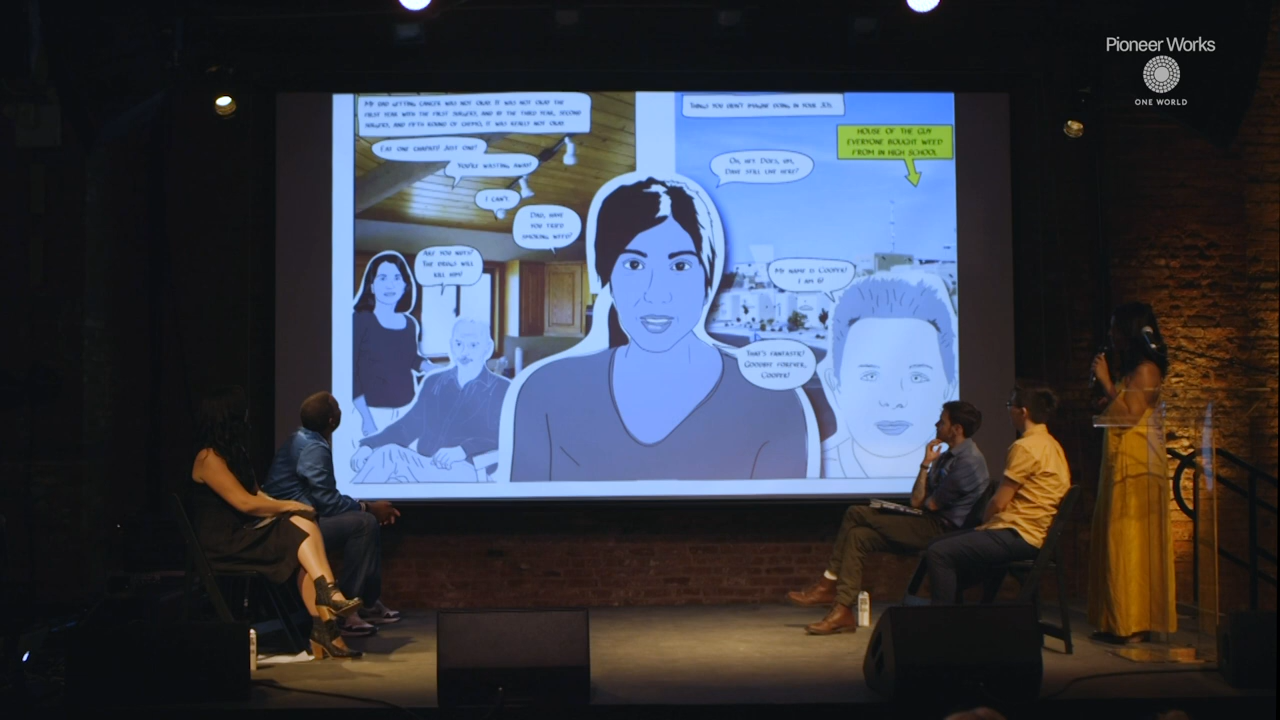 Pioneer Works
ONE WORLD
MY DAD GETTING CANCER WAS NOT OKAY. IT WAS NOT OKAY THE
FIRST YEAR WITH THE FIRST SURGERY, AND BY THE THIRD YEAR, SECOND
SURGERY, AND FIFTH ROUND OF CHEMO, IT WAS REALLY NOT OKAY.
EAT ONE CHAPATI! JUST ONE!
YOU'RE WASTING AWAY!
I CAN'T.
DAD, HAVE
YOU TRIED
SMOKING WEED?
ARE YOU NUTS?
THE DRUGS WILL
KILL HIM!
THINGS YOU DON'T IMAGINE DOING IN YOUR 30S:
HOUSE OF THE GUY
EVERYONE BOUGHT WEED
FROM IN HIGH SCHOOL
OH, HEY. DOES, UM,
DAVE STILL LIVE HERE?
MY NAME IS COOPER!
I AM 8!
THAT'S FANTASTIC!
GOODBYE FOREVER,
COOPER!